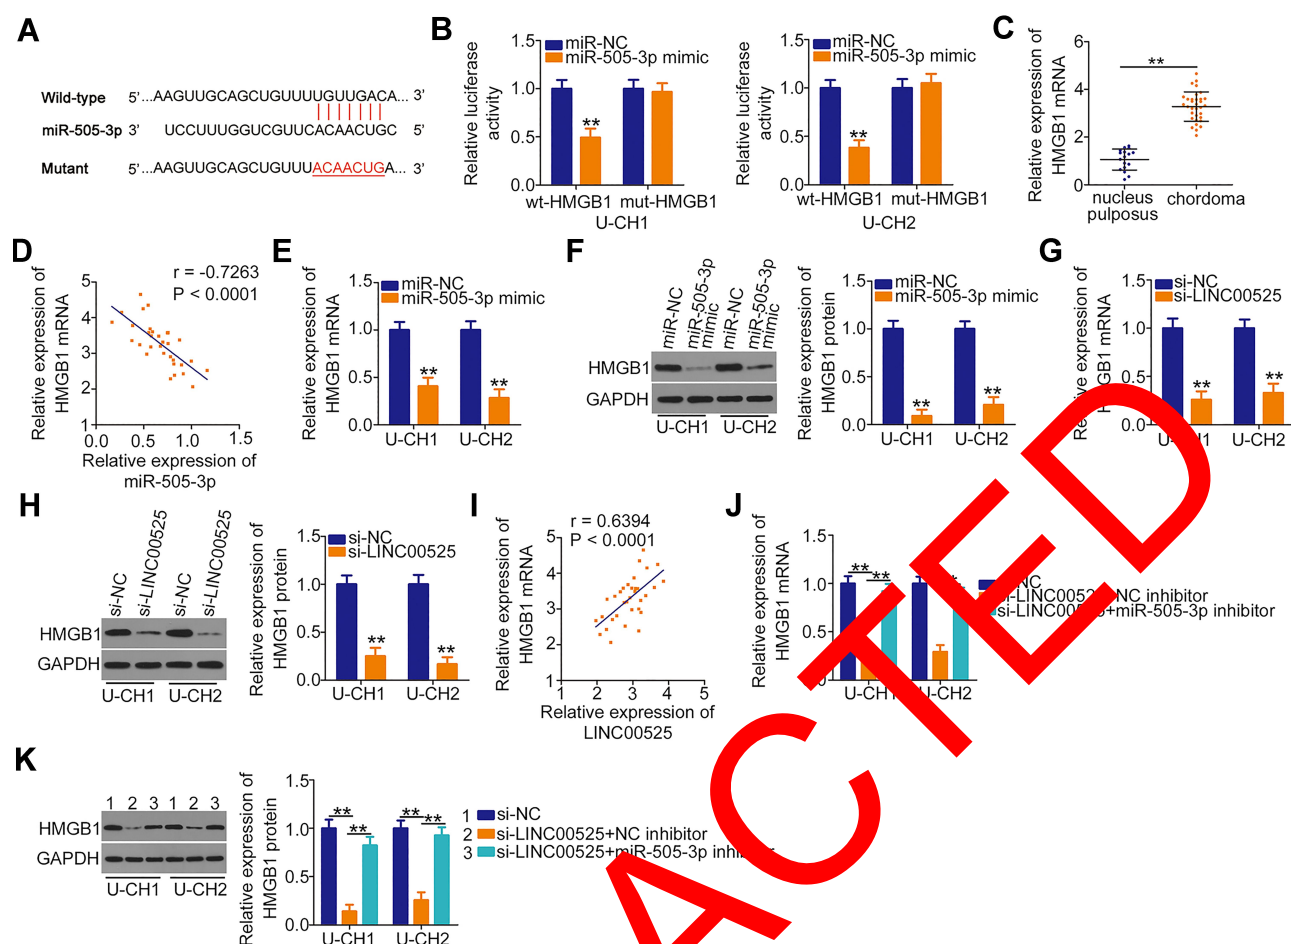 A
Wild-type 5' ...AAGUUGCAGCUGUUUUGUUGACA... 3'
miR-505-3p 3' UCCUUUGGUCGUUCACAACUGC 5'
Mutant 5' ...AAGUUGCAGCUGUUUACAACUGA... 3'
B
Relative luciferase
activity
1.5
1.0
0.5
0.0
miR-NC
miR-505-3p mimic
**
wt-HMGB1 mut-HMGB1
U-CH1
Relative luciferase
activity
1.5
1.0
0.5
0.0
miR-NC
miR-505-3p mimic
**
wt-HMGB1 mut-HMGB1
U-CH2
C
Relative expression of
HMGB1 mRNA
6
4
2
0
**
nucleus
pulposus
chordoma
D
Relative expression of
HMGB1 mRNA
5
4
3
2
1
r = -0.7263
P < 0.0001
0.0 0.5 1.0 1.5
Relative expression of
miR-505-3p
E
Relative expression of
HMGB1 mRNA
1.5
1.0
0.5
0.0
miR-NC
miR-505-3p mimic
** **
U-CH1 U-CH2
F
miR-NC
miR-505-3p
mimic
miR-NC
miR-505-3p
mimic
HMGB1
GAPDH
U-CH1 U-CH2
Relative expression of
HMGB1 protein
1.5
1.0
0.5
0.0
miR-NC
miR-505-3p mimic
** **
U-CH1 U-CH2
G
Relative expression of
HMGB1 mRNA
1.5
1.0
0.5
0.0
si-NC
si-LINC00525
** **
U-CH1 U-CH2
H
si-NC
si-LINC00525
si-NC
si-LINC00525
HMGB1
GAPDH
U-CH1 U-CH2
Relative expression of
HMGB1 protein
1.5
1.0
0.5
0.0
si-NC
si-LINC00525
** **
U-CH1 U-CH2
I
Relative expression of
HMGB1 mRNA
5
4
3
2
1
r = 0.6394
P < 0.0001
1 2 3 4 5
Relative expression of
LINC00525
J
Relative expression of
HMGB1 mRNA
1.5
1.0
0.5
** **
inhibitor
inhibitor
U-CH2
K
1 2 3 1 2 3
HMGB1
GAPDH
U-CH1 U-CH2
Relative expression of
HMGB1 protein
1.5
1.0
0.5
0.0
** ** ** **
U-CH1 U-CH2
1 si-NC
2 si-LINC00525+NC inhibitor
3 si-LINC00525+miR-505-3p inhibitor
ACTED